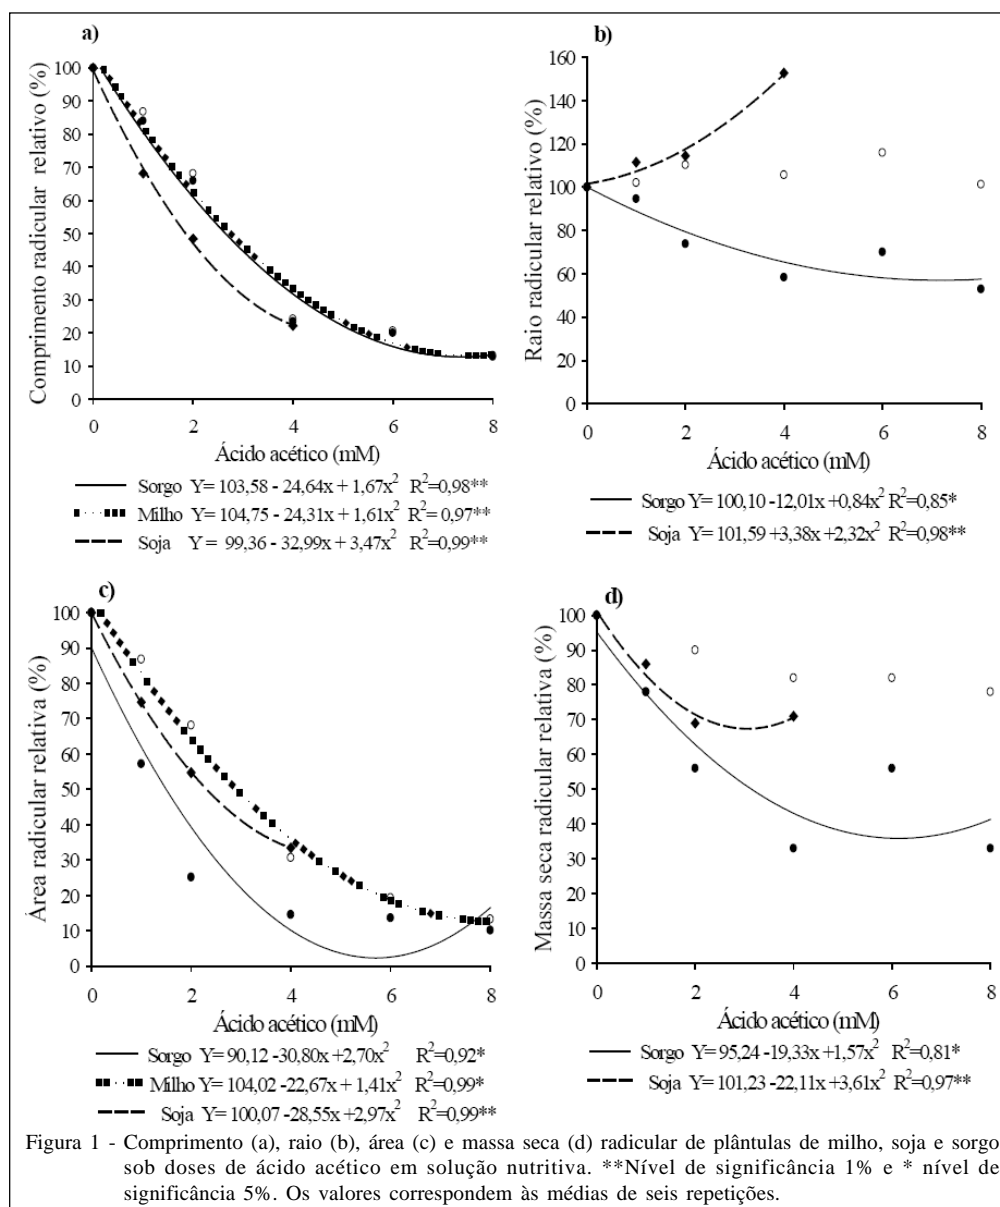 a)
Comprimento radicular relativo (%)
100
90
80
70
60
50
40
30
20
10
0
0 2 4 6 8
Ácido acético (mM)
Sorgo Y= 103,58 - 24,64x + 1,67x² R²=0,98**
Milho Y= 104,75 - 24,31x + 1,61x² R²= 0,97**
Soja Y = 99,36 - 32,99x + 3,47x² R²=0,99**
b)
Raio radicular relativo (%)
160
140
120
100
80
60
40
20
0
0 2 4 6 8
Ácido acético (mM)
Sorgo Y=100,10 -12,01x +0,84x² R²=0,85*
Soja Y=101,59 +3,38x +2,32x² R²=0,98**
c)
Área radicular relativa (%)
100
90
80
70
60
50
40
30
20
10
0
0 2 4 6 8
Ácido acético (mM)
Sorgo Y=90,12 -30,80x +2,70x² R²=0,92*
Milho Y=104,02 -22,67x + 1,41x² R²=0,99*
Soja Y=100,07 -28,55x +2,97x² R²=0,99**
d)
Massa seca radicular relativa (%)
100
90
80
70
60
50
40
30
20
10
0
0 2 4 6 8
Ácido acético (mM)
Sorgo Y=95,24 -19,33x +1,57x² R²=0,81*
Soja Y=101,23 -22,11x +3,61x² R²=0,97**
Figura 1 - Comprimento (a), raio (b), área (c) e massa seca (d) radicular de plântulas de milho, soja e sorgo
sob doses de ácido acético em solução nutritiva. **Nível de significância 1% e * nível de
significância 5%. Os valores correspondem às médias de seis repetições.